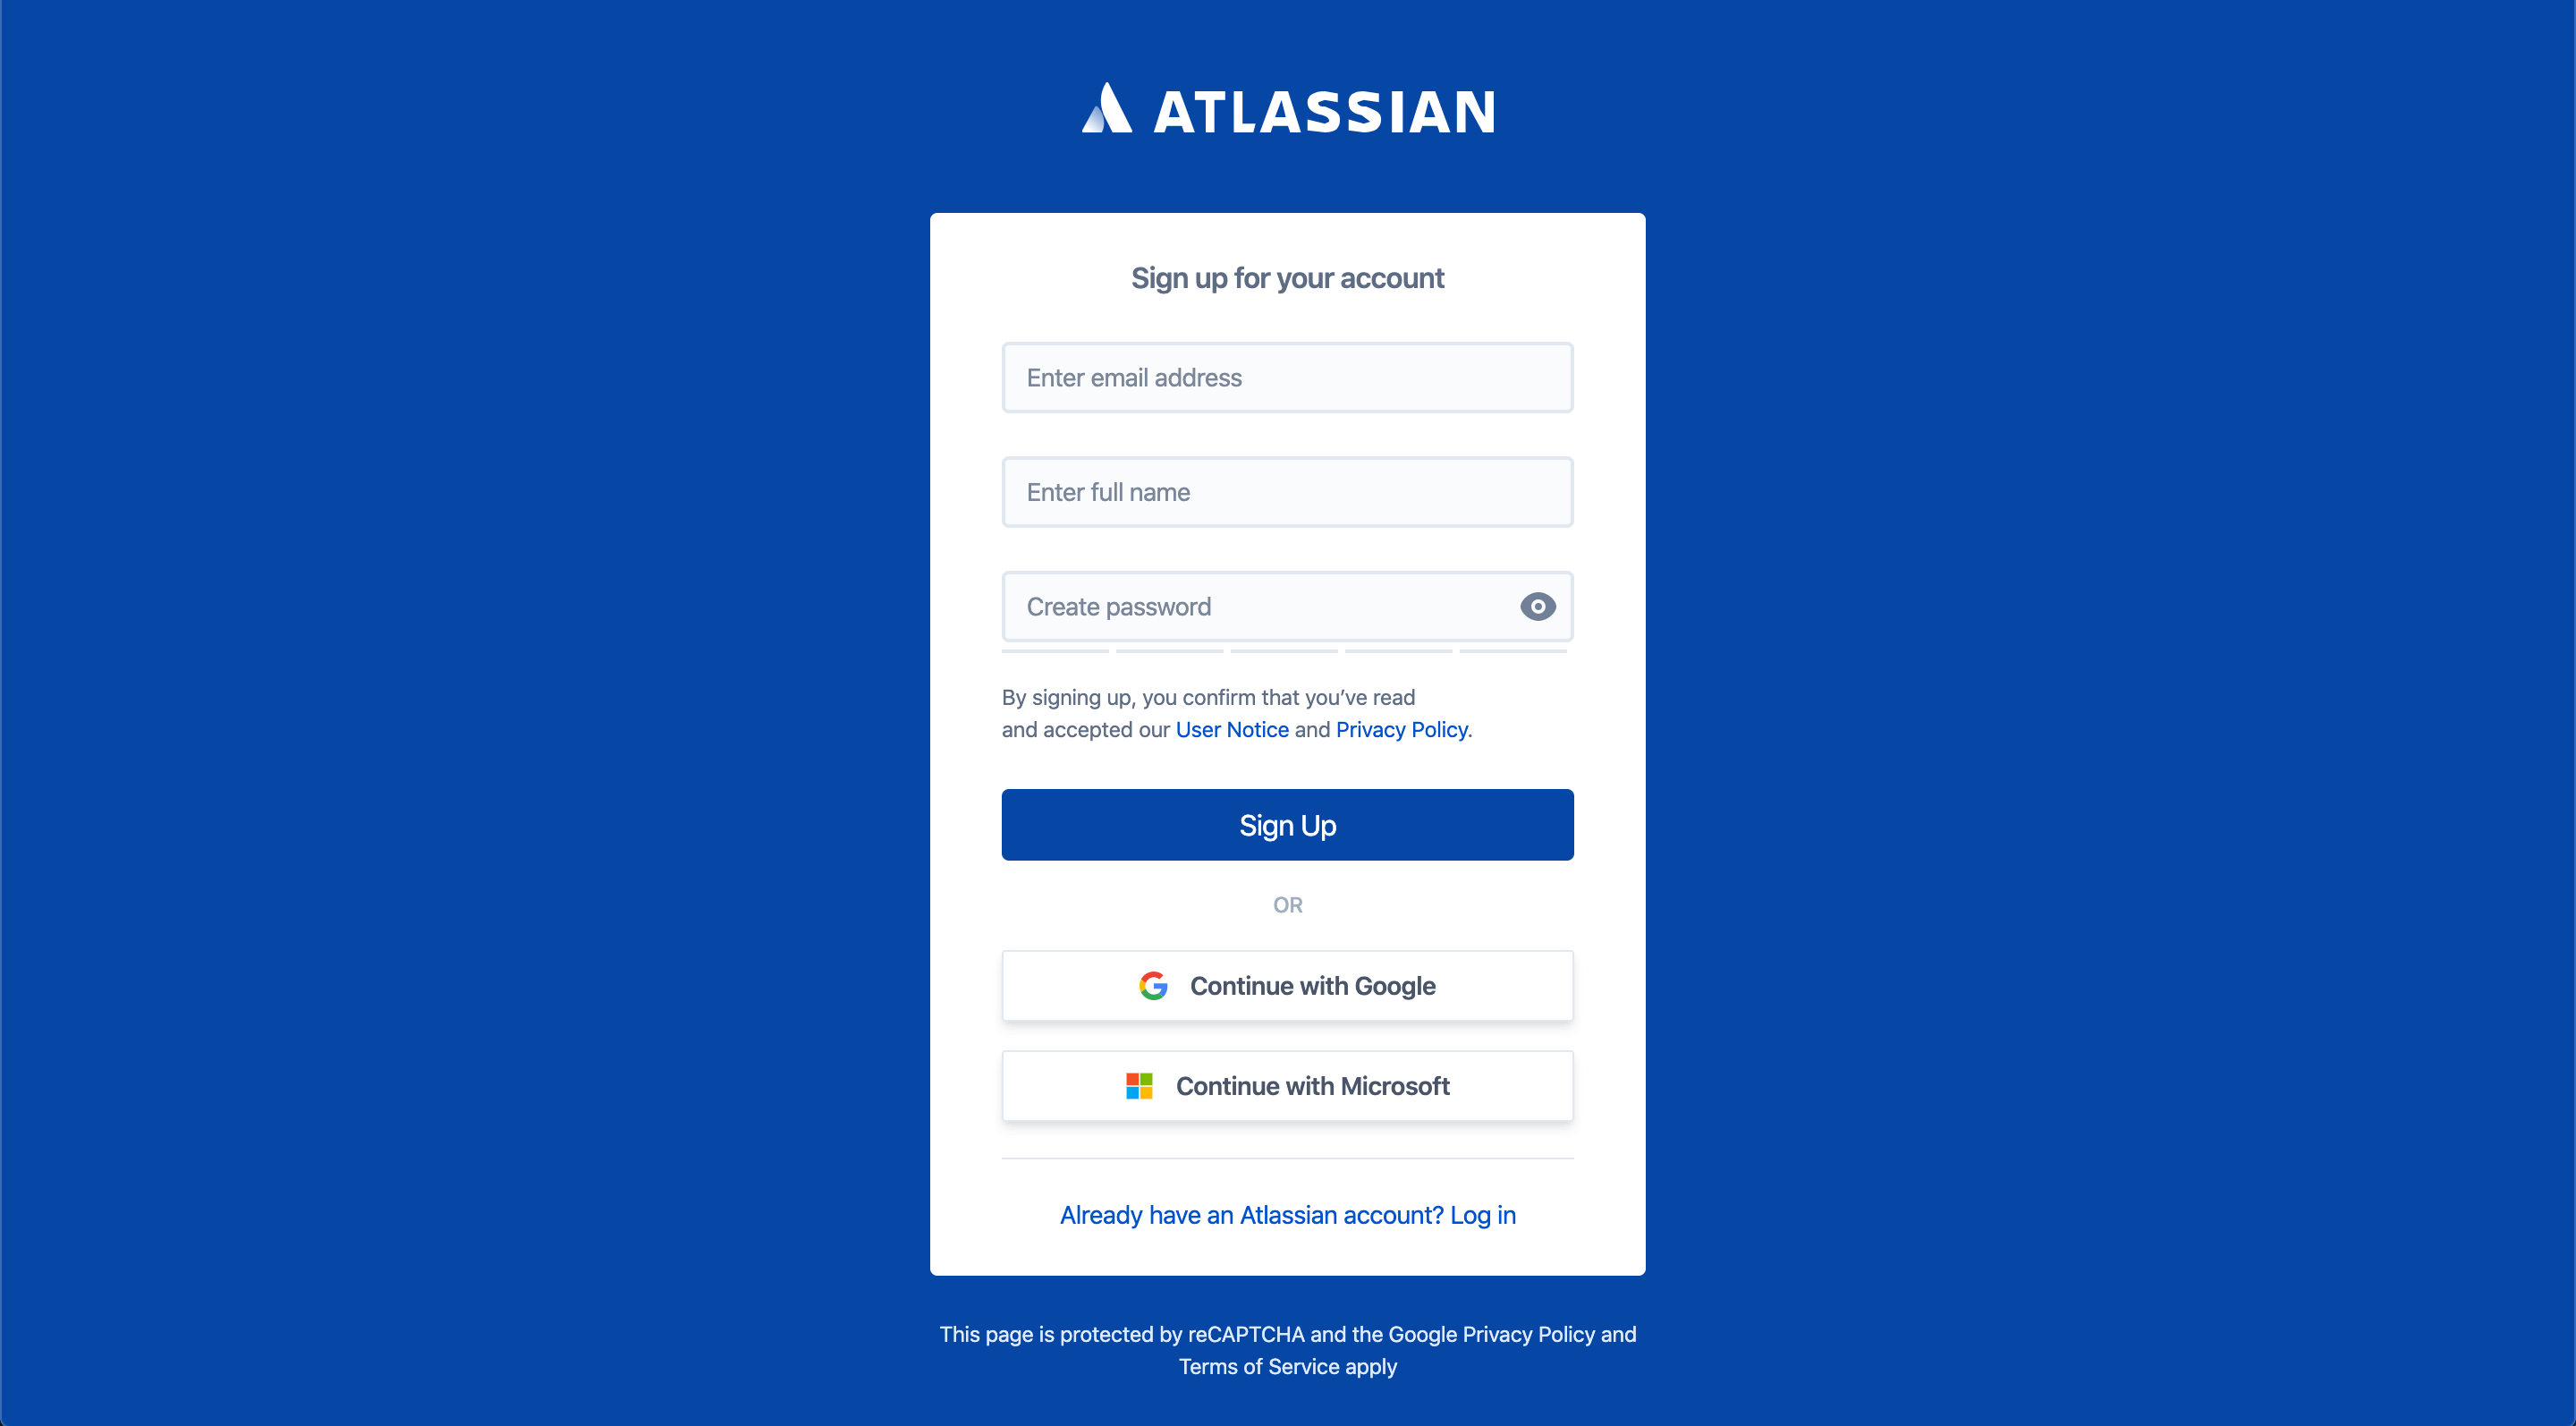 ATLASSIAN
Sign up for your account
Enter email address
Enter full name
Create password
By signing up, you confirm that you’ve read
and accepted our User Notice and Privacy Policy.
Sign Up
OR
Continue with Google
Continue with Microsoft
Already have an Atlassian account? Log in
This page is protected by reCAPTCHA and the Google Privacy Policy and
Terms of Service apply